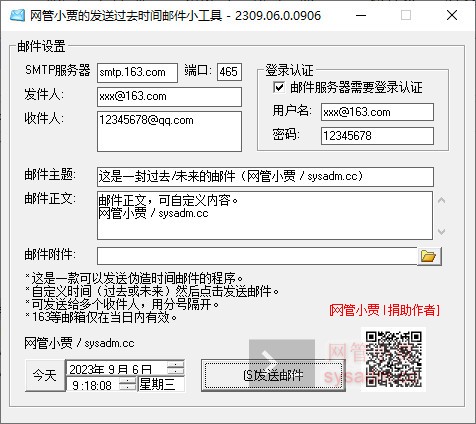 网管小贾的发送过去时间邮件小工具 - 2309.06.0.0906
邮件设置
SMTP服务器 smtp.163.com 端口: 465
发件人: xxx@163.com
收件人: 12345678@qq.com
登录认证
邮件服务器需要登录认证
用户名: xxx@163.com
密码: 12345678
邮件主题: 这是一封过去/未来的邮件（网管小贾 / sysadm.cc）
邮件正文: 邮件正文，可自定义内容。
网管小贾 / sysadm.cc
邮件附件:
*这是一款可以发送伪造时间邮件的程序。
*自定义时间（过去或未来）然后点击发送邮件。
*可发送给多个收件人，用分号隔开。
*163等邮箱仅在当日内有效。
[网管小贾 | 捐助作者]
网管小贾 / sysadm.cc
今天 2023年 9月 6日
9:18:08 星期三
(S)发送邮件